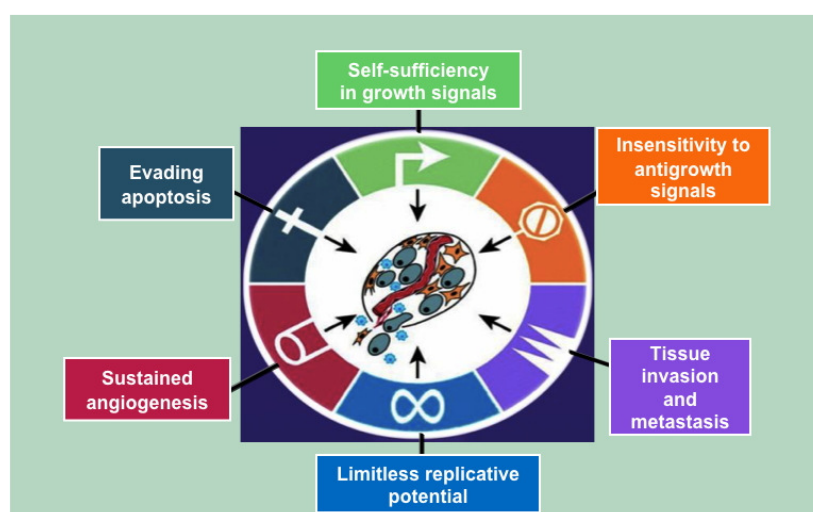 Self-sufficiency
in growth signals
Insensitivity to
antigrowth
signals
Evading
apoptosis
Tissue
invasion
and
metastasis
Sustained
angiogenesis
Limitless replicative
potential